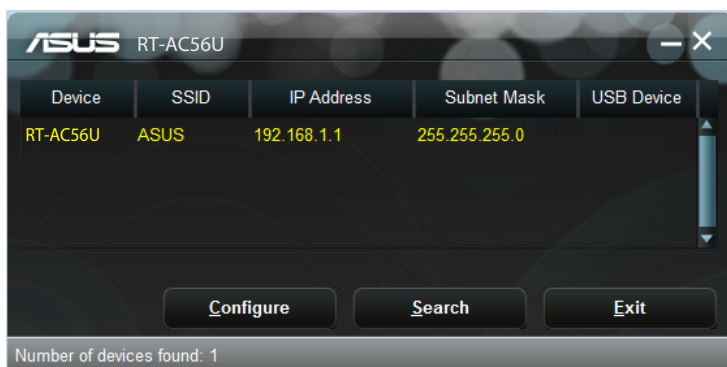 ASUS RT-AC56U
Device SSID IP Address Subnet Mask USB Device
RT-AC56U ASUS 192.168.1.1 255.255.255.0
Configure Search Exit
Number of devices found: 1